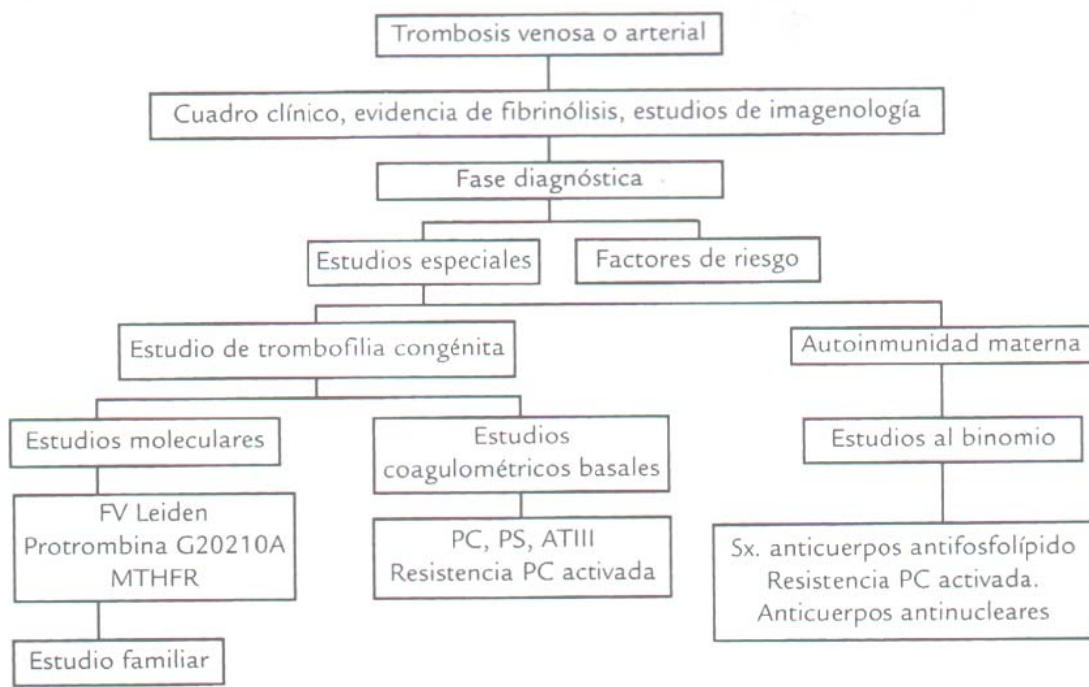 Trombosis venosa o arterial
Cuadro clínico, evidencia de fibrinólisis, estudios de imagenología
Fase diagnóstica
Estudios especiales
Factores de riesgo
Estudio de trombofilia congénita
Autoinmunidad materna
Estudios moleculares
Estudios
coagulométricos basales
Estudios al binomio
FV Leiden
Protrombina G20210A
MTHFR
PC, PS, ATIII
Resistencia PC activada
Sx. anticuerpos antifosfolípido
Resistencia PC activada.
Anticuerpos antinucleares
Estudio familiar